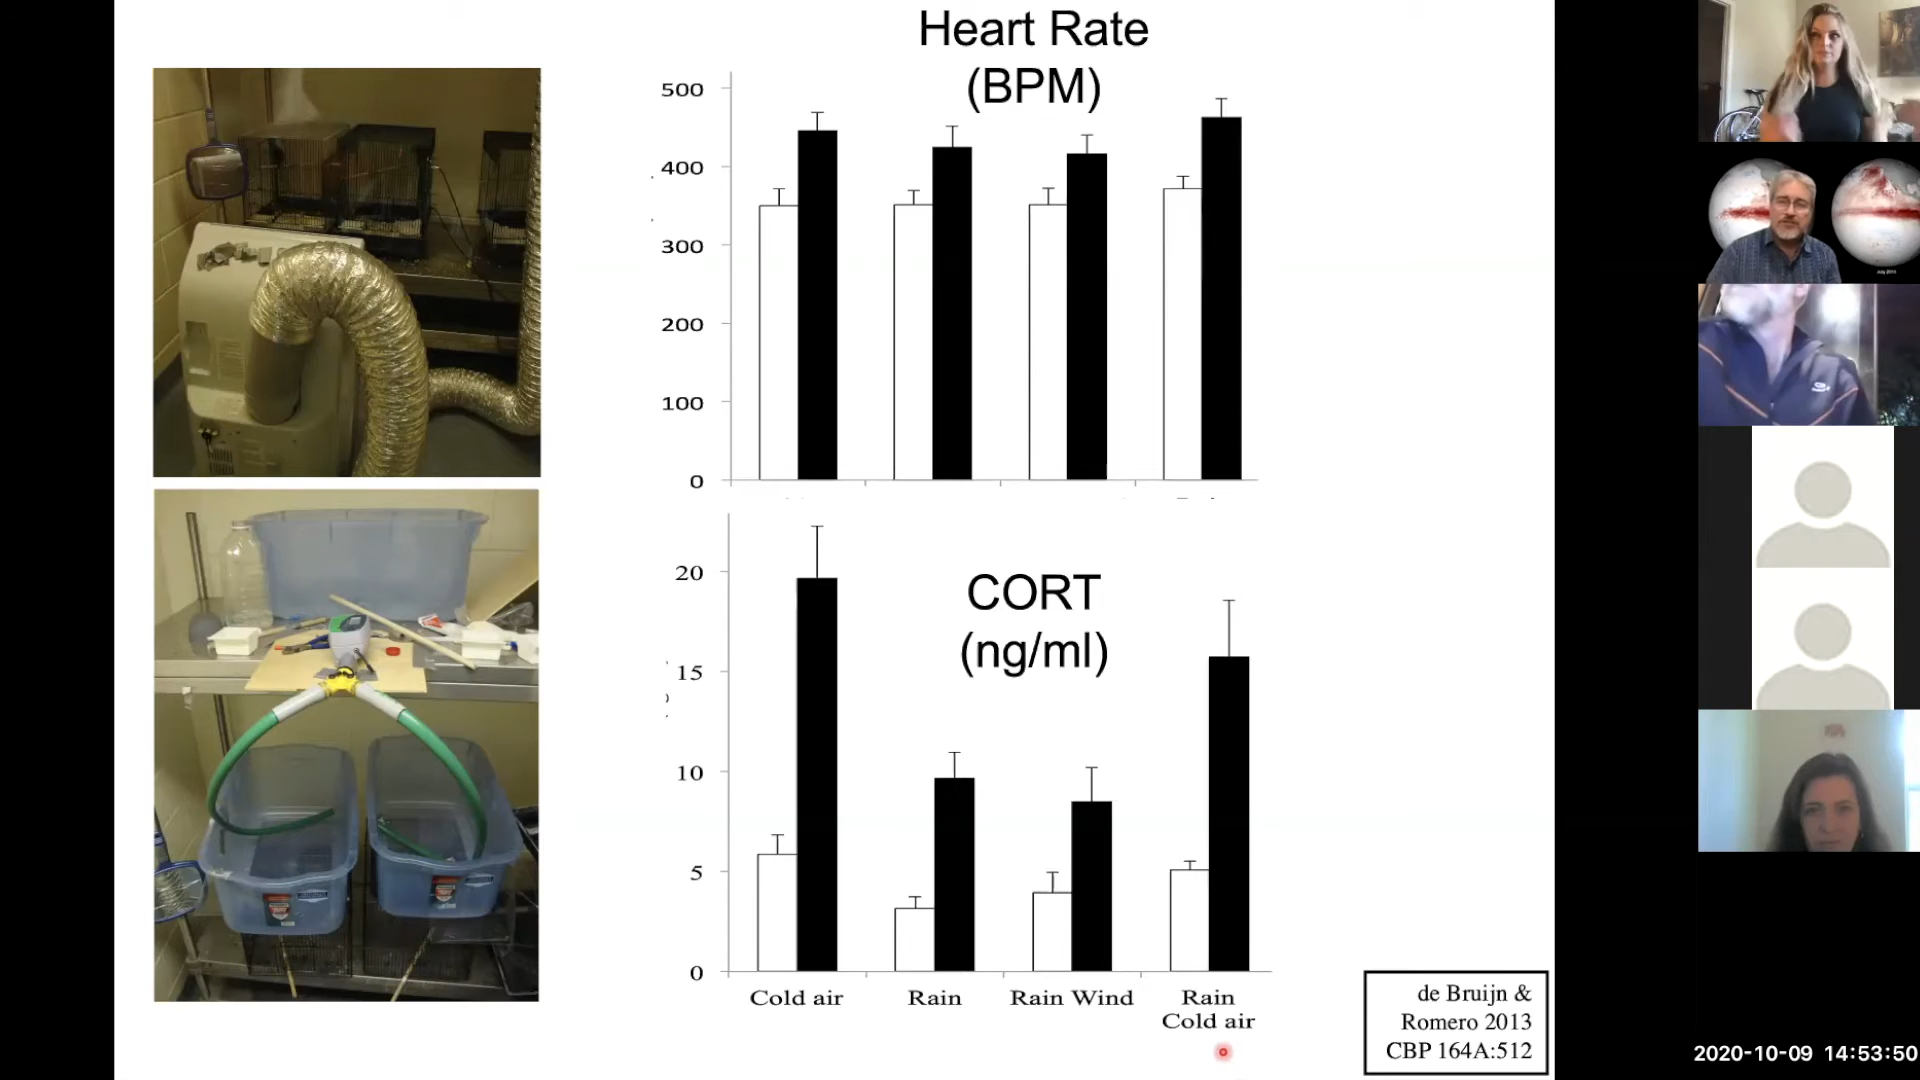 Heart Rate
(BPM)
500
400
300
200
100
0
CORT
(ng/ml)
20
15
10
5
0
Cold air
Rain
Rain Wind
Rain
Cold air
de Bruijn &
Romero 2013
CBP 164A:512
2020-10-09 14:53:50